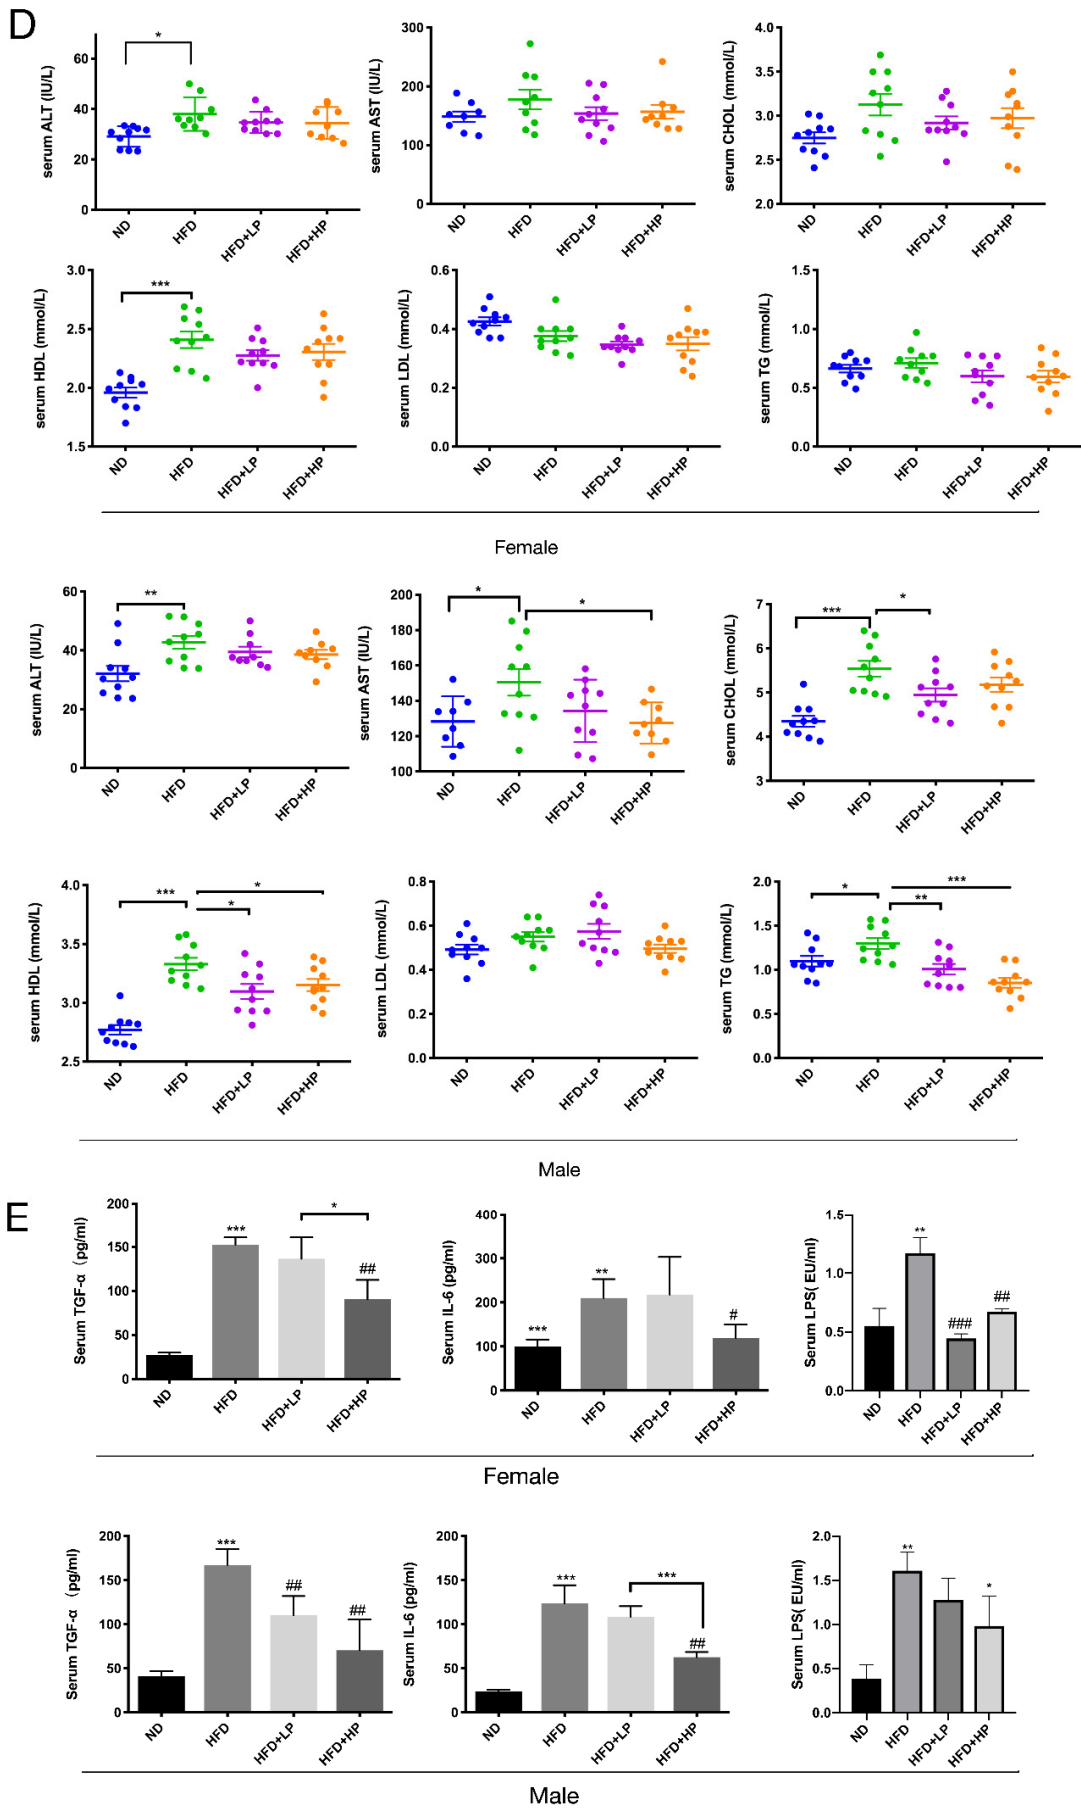 D
serum ALT (IU/L)
60
40
20
0
*
ND
HFD
HFD+LP
HFD+HP
serum AST (IU/L)
300
200
100
0
ND
HFD
HFD+LP
HFD+HP
serum CHOL (mmol/L)
4.0
3.5
3.0
2.5
2.0
ND
HFD
HFD+LP
HFD+HP
serum HDL (mmol/L)
3.0
2.5
2.0
1.5
***
ND
HFD
HFD+LP
HFD+HP
serum LDL (mmol/L)
0.6
0.4
0.2
0.0
ND
HFD
HFD+LP
HFD+HP
serum TG (mmol/L)
1.5
1.0
0.5
0.0
ND
HFD
HFD+LP
HFD+HP
Female
serum ALT (IU/L)
60
40
20
0
**
ND
HFD
HFD+LP
HFD+HP
serum AST (IU/L)
200
180
160
140
120
100
*
*
ND
HFD
HFD+LP
HFD+HP
serum CHOL (mmol/L)
7
6
5
4
3
***
*
ND
HFD
HFD+LP
HFD+HP
serum HDL (mmol/L)
4.0
3.5
3.0
2.5
***
*
*
ND
HFD
HFD+LP
HFD+HP
serum LDL (mmol/L)
0.8
0.6
0.4
0.2
0.0
ND
HFD
HFD+LP
HFD+HP
serum TG (mmol/L)
2.0
1.5
1.0
0.5
0.0
*
***
**
ND
HFD
HFD+LP
HFD+HP
Male
E
Serum TGF-α (pg/ml)
200
150
100
50
0
***
*
##
ND
HFD
HFD+LP
HFD+HP
Serum IL-6 (pg/ml)
400
300
200
100
0
***
**
#
ND
HFD
HFD+LP
HFD+HP
Serum LPS( EU/ml)
1.5
1.0
0.5
0.0
**
###
##
ND
HFD
HFD+LP
HFD+HP
Female
Serum TGF-α (pg/ml)
200
150
100
50
0
***
##
##
ND
HFD
HFD+LP
HFD+HP
Serum IL-6 (pg/ml)
200
150
100
50
0
***
***
##
ND
HFD
HFD+LP
HFD+HP
Serum LPS( EU/ml)
2.0
1.5
1.0
0.5
0.0
**
*
ND
HFD
HFD+LP
HFD+HP
Male